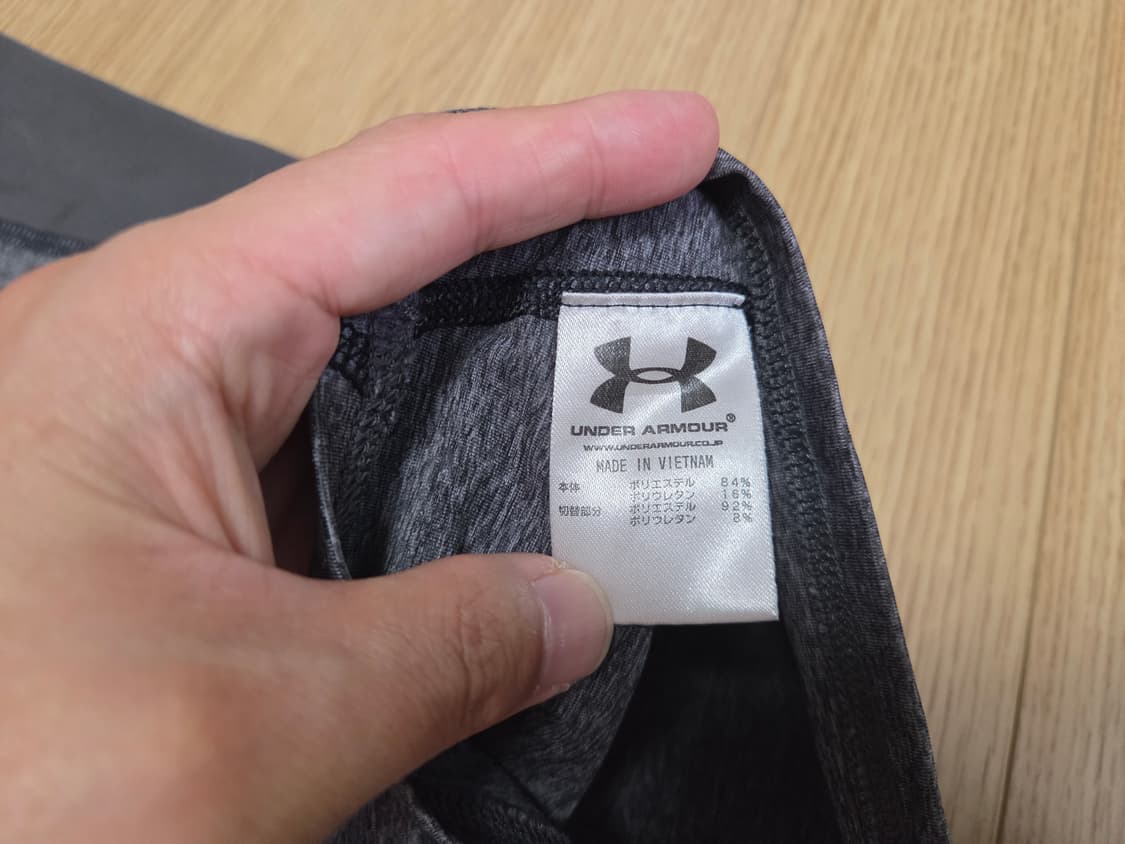 UNDER ARMOUR®
WWW.UNDERARMOUR.CO.JP
MADE IN VIETNAM
本体 ポリエステル 84%
ポリウレタン 16%
切替部分 ポリエステル 92%
ポリウレタン 8%